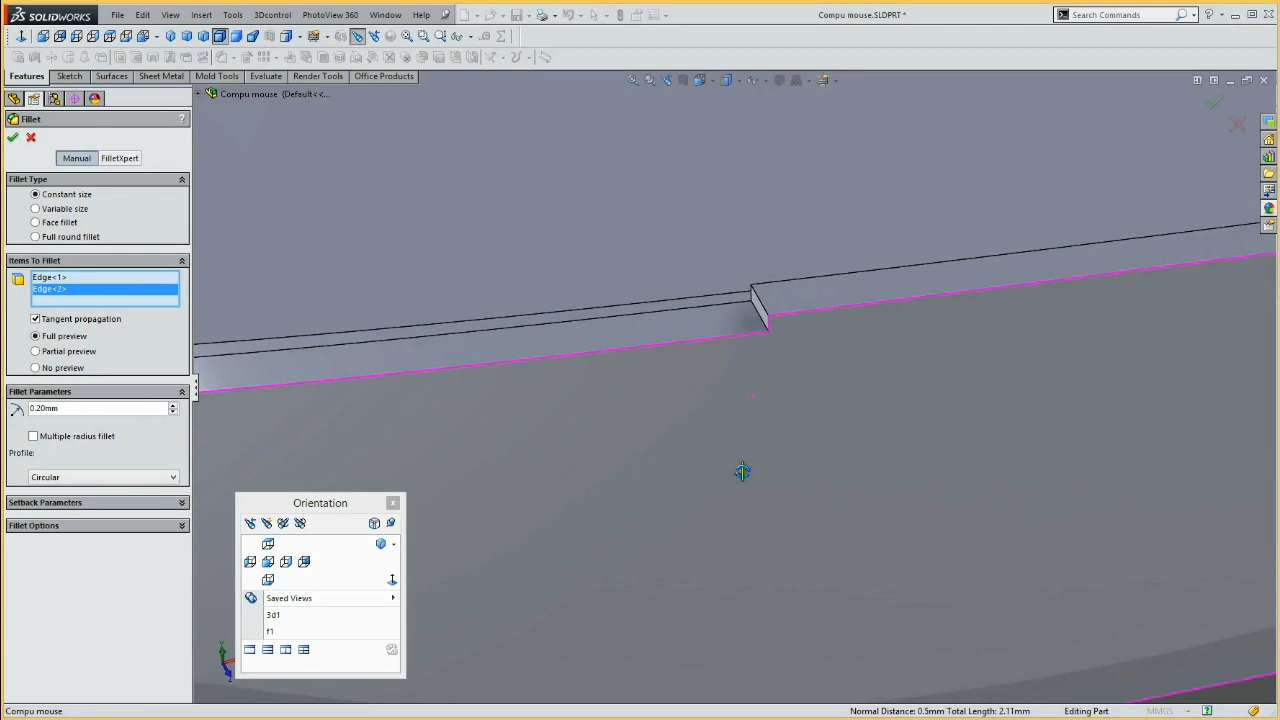 SOLIDWORKS File Edit View Insert Tools 3Dcontrol PhotoView 360 Window Help Compu mouse.SLDPRT * Search Commands
Features Sketch Surfaces Sheet Metal Mold Tools Evaluate Render Tools Office Products
Compu mouse (Default<<...
Fillet ?
Manual FilletXpert
Fillet Type
Constant size
Variable size
Face fillet
Full round fillet
Items To Fillet
Edge<1>
Edge<2>
Tangent propagation
Full preview
Partial preview
No preview
Fillet Parameters
0.20mm
Multiple radius fillet
Profile:
Circular
Setback Parameters
Fillet Options
Orientation
Saved Views
3d1
f1
Compu mouse Normal Distance: 0.5mm Total Length: 2.11mm Editing Part MMGS